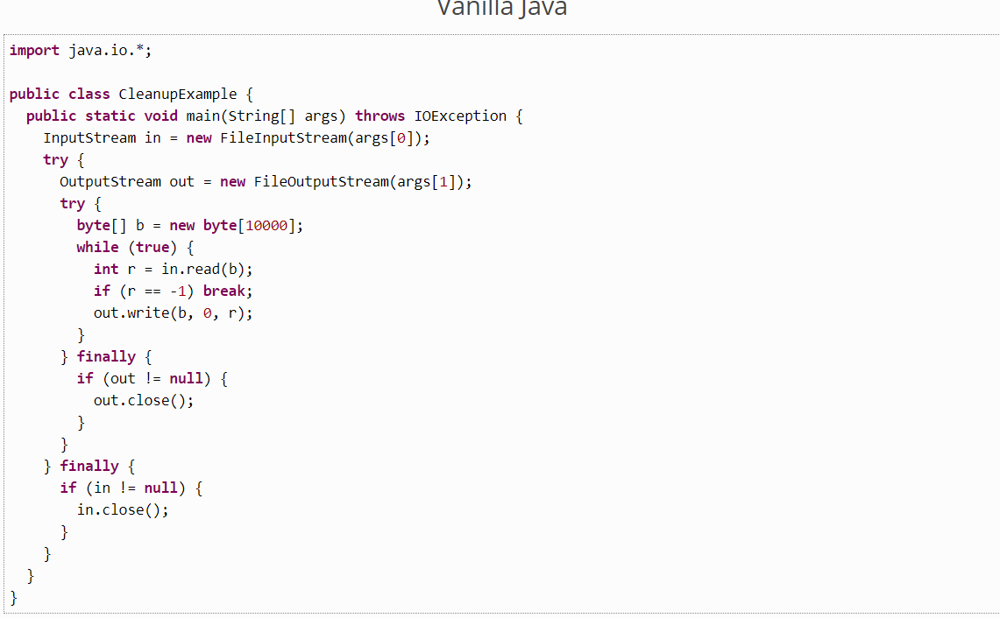 Vanilla Java
import java.io.*;
public class CleanupExample {
  public static void main(String[] args) throws IOException {
    InputStream in = new FileInputStream(args[0]);
    try {
      OutputStream out = new FileOutputStream(args[1]);
      try {
        byte[] b = new byte[10000];
        while (true) {
          int r = in.read(b);
          if (r == -1) break;
          out.write(b, 0, r);
        }
      } finally {
        if (out != null) {
          out.close();
        }
      }
    } finally {
      if (in != null) {
        in.close();
      }
    }
  }
}